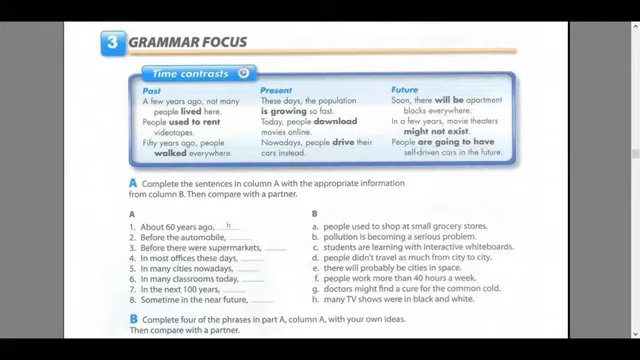 3 GRAMMAR FOCUS
Time contrasts
Past
A few years ago, not many
people lived here.
People used to rent
videotapes.
Fifty years ago, people
walked everywhere.
Present
These days, the population
is growing so fast.
Today, people download
movies online.
Nowadays, people drive their
cars instead.
Future
Soon, there will be apartment
blocks everywhere.
In a few years, movie theaters
might not exist.
People are going to have
self-driven cars in the future.
A Complete the sentences in column A with the appropriate information
from column B. Then compare with a partner.
A
1. About 60 years ago, h
2. Before the automobile,
3. Before there were supermarkets,
4. In most offices these days,
5. In many cities nowadays,
6. In many classrooms today,
7. In the next 100 years,
8. Sometime in the near future,
B
a. people used to shop at small grocery stores.
b. pollution is becoming a serious problem.
c. students are learning with interactive whiteboards.
d. people didn't travel as much from city to city.
e. there will probably be cities in space.
f. people work more than 40 hours a week.
g. doctors might find a cure for the common cold.
h. many TV shows were in black and white.
B Complete four of the phrases in part A, column A, with your own ideas.
Then compare with a partner.